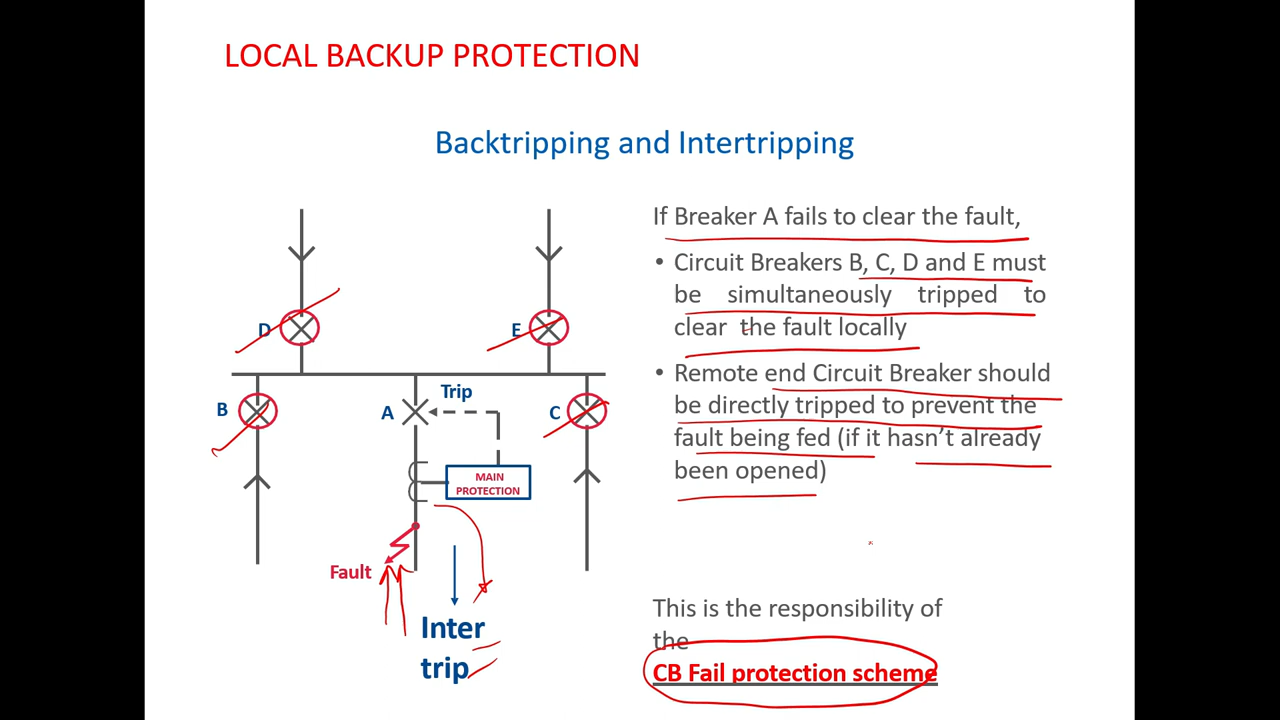 LOCAL BACKUP PROTECTION
Backtripping and Intertripping
If Breaker A fails to clear the fault,
• Circuit Breakers B, C, D and E must
be simultaneously tripped to
clear the fault locally
• Remote end Circuit Breaker should
be directly tripped to prevent the
fault being fed (if it hasn't already
been opened)
This is the responsibility of
the
CB Fail protection scheme
D
E
B
A
Trip
C
MAIN
PROTECTION
Fault
Inter
trip